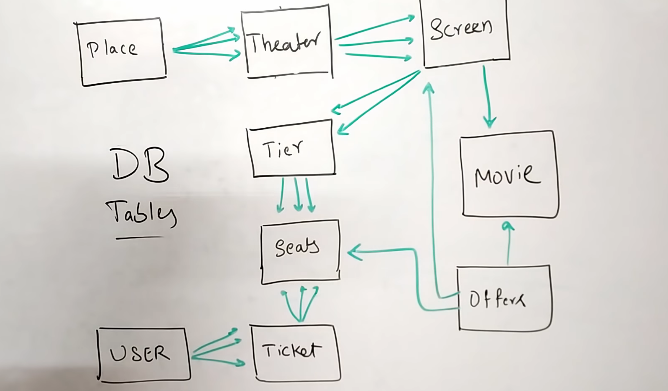 Place
Theater
Screen
Tier
DB
Tables
Movie
Seats
Offers
USER
Ticket